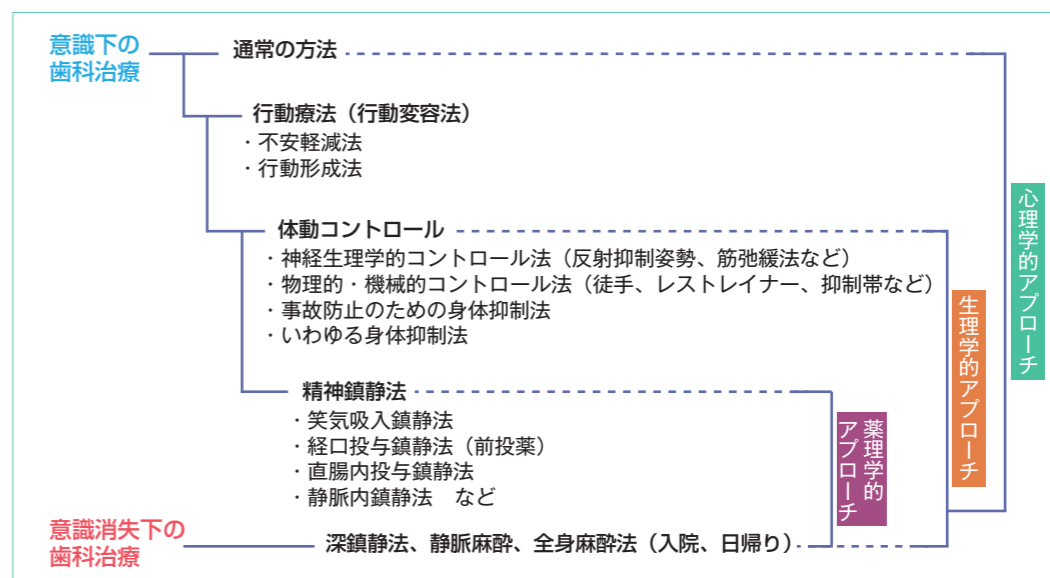 意識下の
歯科治療
通常の方法
行動療法（行動変容法）
・不安軽減法
・行動形成法
体動コントロール
・神経生理学的コントロール法（反射抑制姿勢、筋弛緩法など）
・物理的・機械的コントロール法（徒手、レストレイナー、抑制帯など）
・事故防止のための身体抑制法
・いわゆる身体抑制法
精神鎮静法
・笑気吸入鎮静法
・経口投与鎮静法（前投薬）
・直腸内投与鎮静法
・静脈内鎮静法　など
意識消失下の
歯科治療
深鎮静法、静脈麻酔、全身麻酔法（入院、日帰り）
薬理学的
アプローチ
生理学的アプローチ
心理学的アプローチ